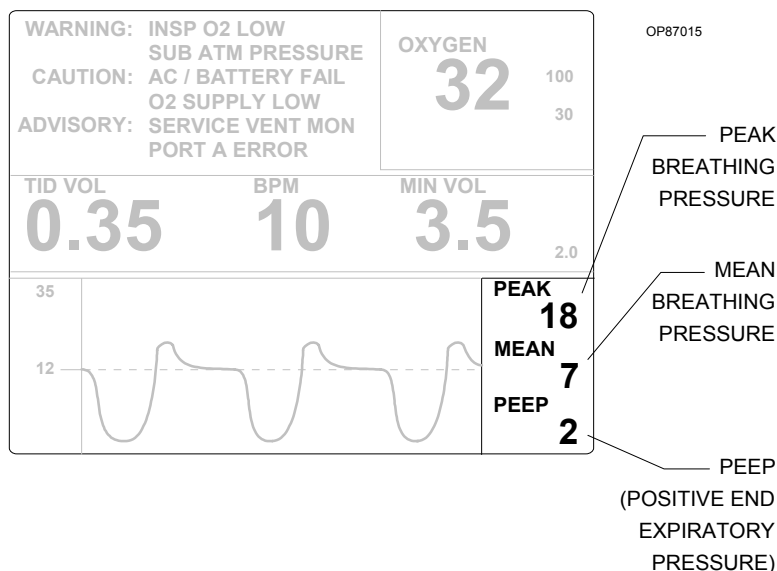 WARNING: INSP O2 LOW
SUB ATM PRESSURE
CAUTION: AC / BATTERY FAIL
O2 SUPPLY LOW
ADVISORY: SERVICE VENT MON
PORT A ERROR
OXYGEN
32
100
30
OP87015
TID VOL
0.35
BPM
10
MIN VOL
3.5
2.0
35
12
PEAK
18
MEAN
7
PEEP
2
PEAK
BREATHING
PRESSURE
MEAN
BREATHING
PRESSURE
PEEP
(POSITIVE END
EXPIRATORY
PRESSURE)